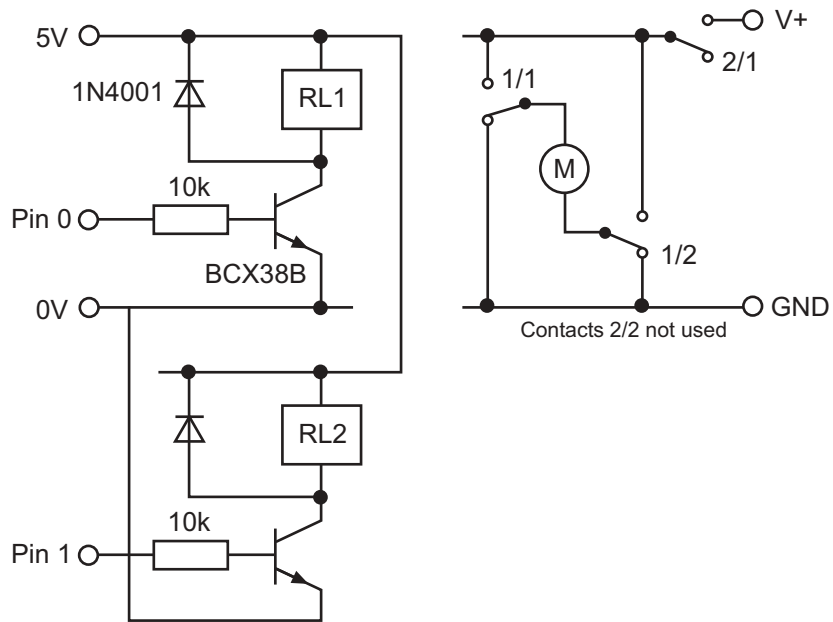 5V
1N4001
RL1
10k
Pin 0
BCX38B
0V
RL2
10k
Pin 1
V+
2/1
1/1
M
1/2
GND
Contacts 2/2 not used